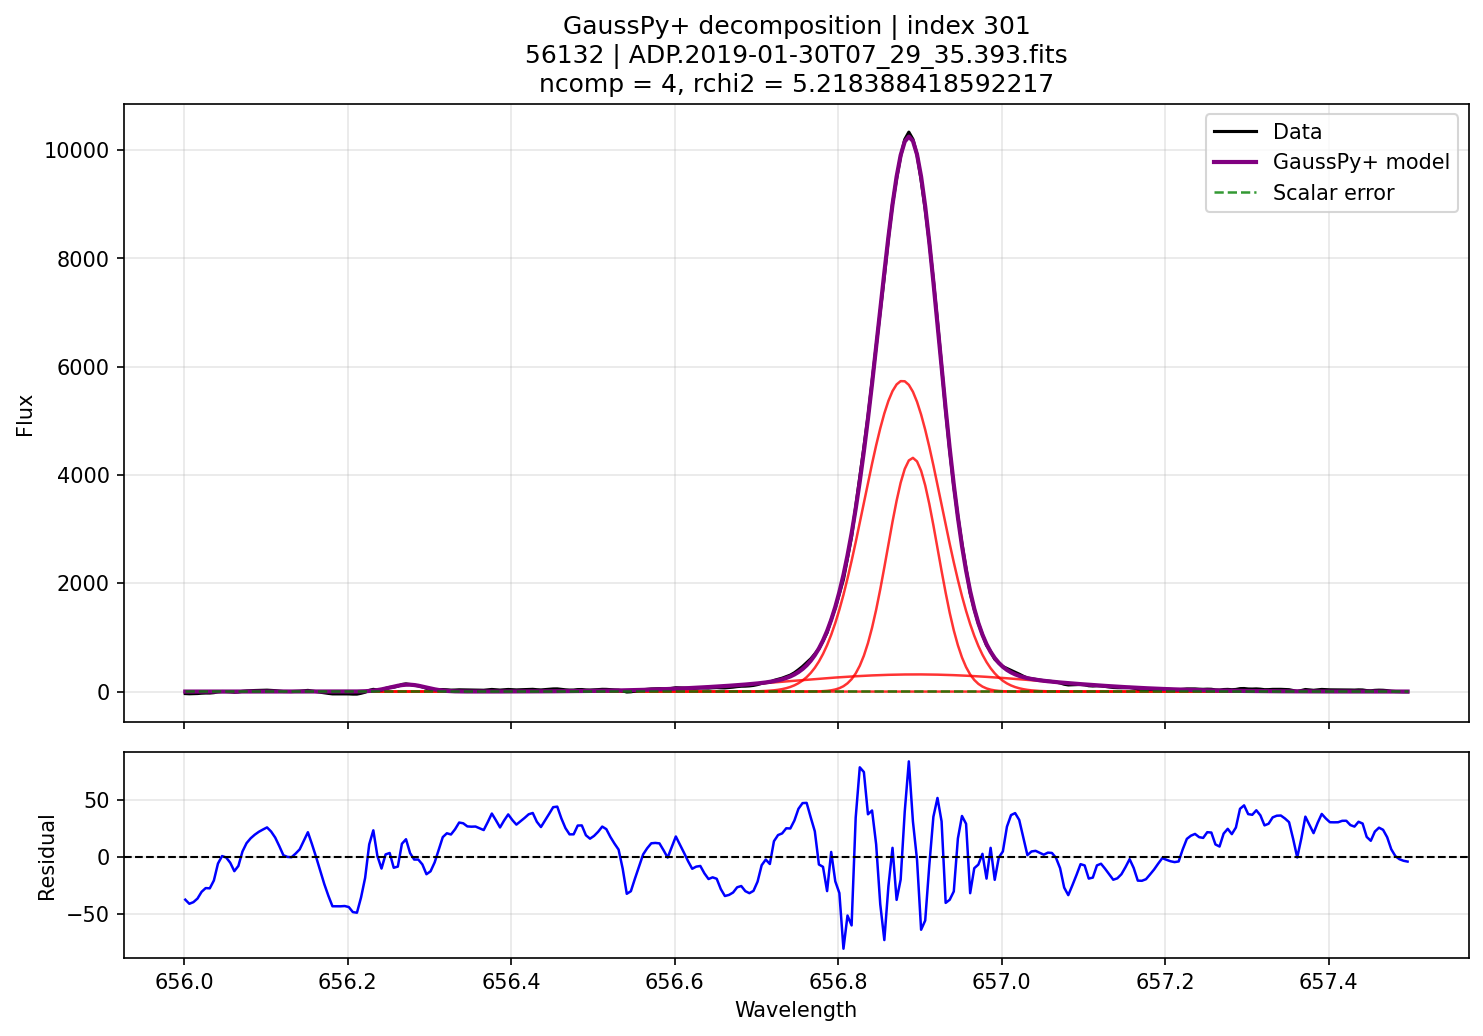 GaussPy+ decomposition | index 301
56132 | ADP.2019-01-30T07_29_35.393.fits
ncomp = 4, rchi2 = 5.218388418592217
Data
GaussPy+ model
Scalar error
Flux
10000
8000
6000
4000
2000
0
Residual
50
0
−50
656.0
656.2
656.4
656.6
656.8
657.0
657.2
657.4
Wavelength